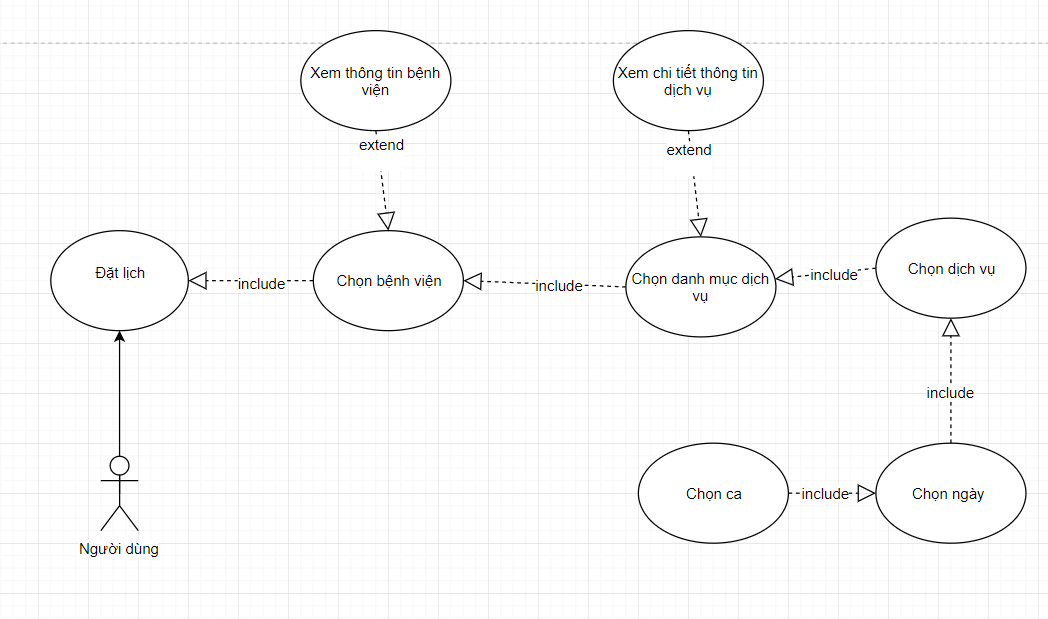 Xem thông tin bệnh
viện
Xem chi tiết thông tin
dịch vụ
extend
extend
Đặt lịch
include
Chọn bệnh viện
include
Chọn danh mục dịch
vụ
include
Chọn dịch vụ
include
Chọn ca
include
Chọn ngày
Người dùng